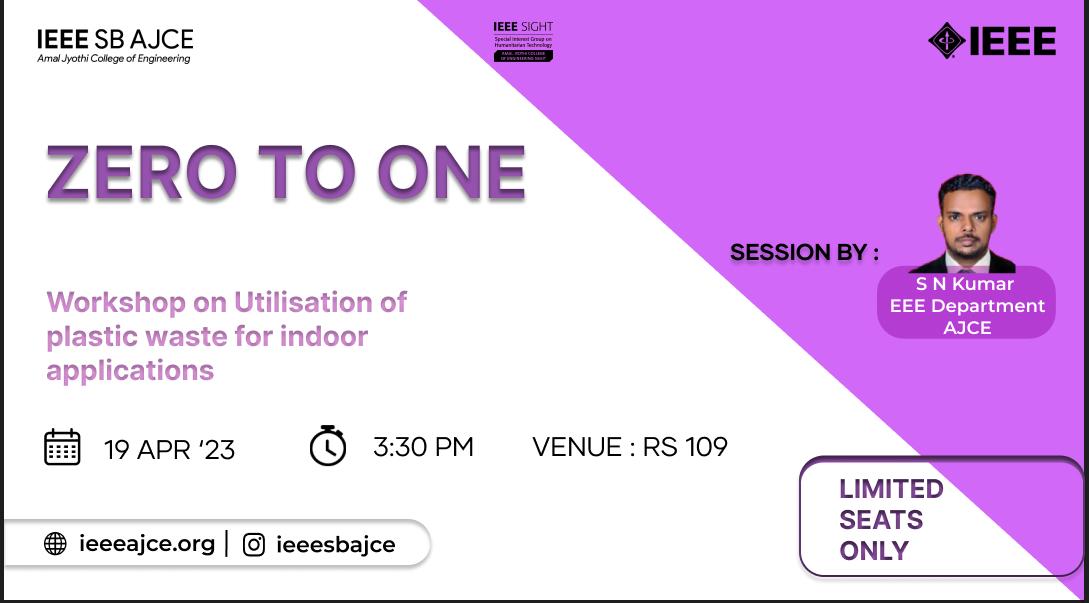 IEEE SB AJCE
Amal Jyothi College of Engineering
IEEE SIGHT
Special Interest Group on
Humanitarian Technology
AMAL JYOTHI COLLEGE
OF ENGINEERING SIGHT
IEEE
ZERO TO ONE
SESSION BY :
S N Kumar
EEE Department
AJCE
Workshop on Utilisation of
plastic waste for indoor
applications
19 APR ‘23
3:30 PM
VENUE : RS 109
LIMITED
SEATS
ONLY
ieeeajce.org | ieeesbajce